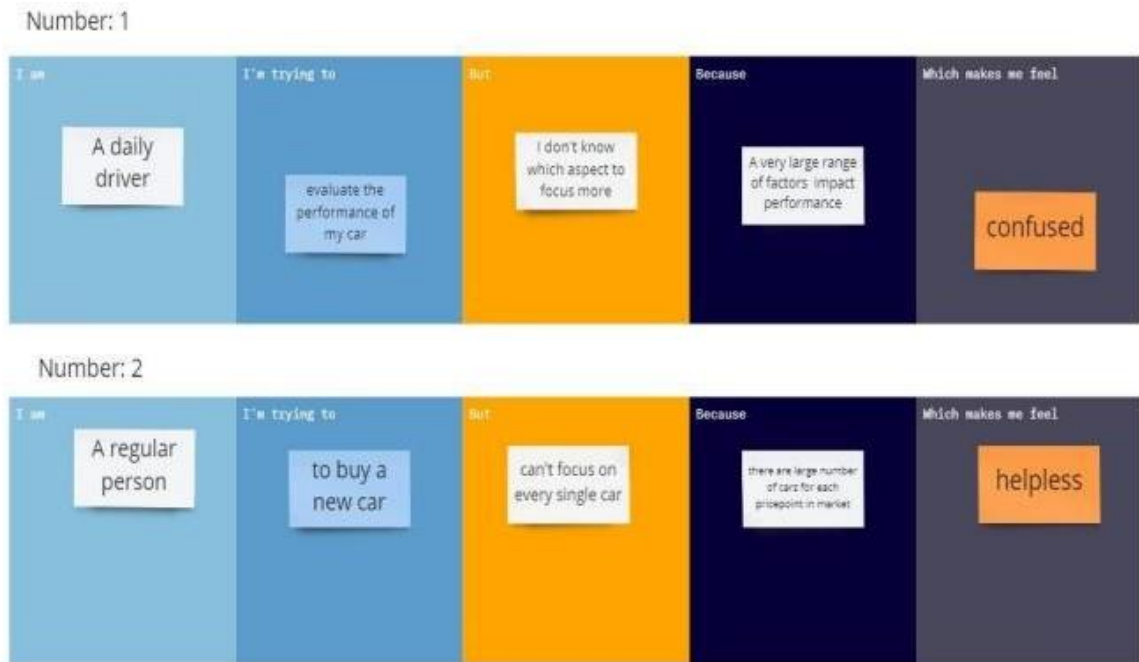 Number: 1
I am
I'm trying to
But
Because
Which makes me feel
A daily
driver
evaluate the
performance of
my car
I don't know
which aspect to
focus more
A very large range
of factors impact
performance
confused
Number: 2
I am
I'm trying to
But
Because
Which makes me feel
A regular
person
to buy a
new car
can't focus on
every single car
there are large number
of cars for each
pricepoint in market
helpless